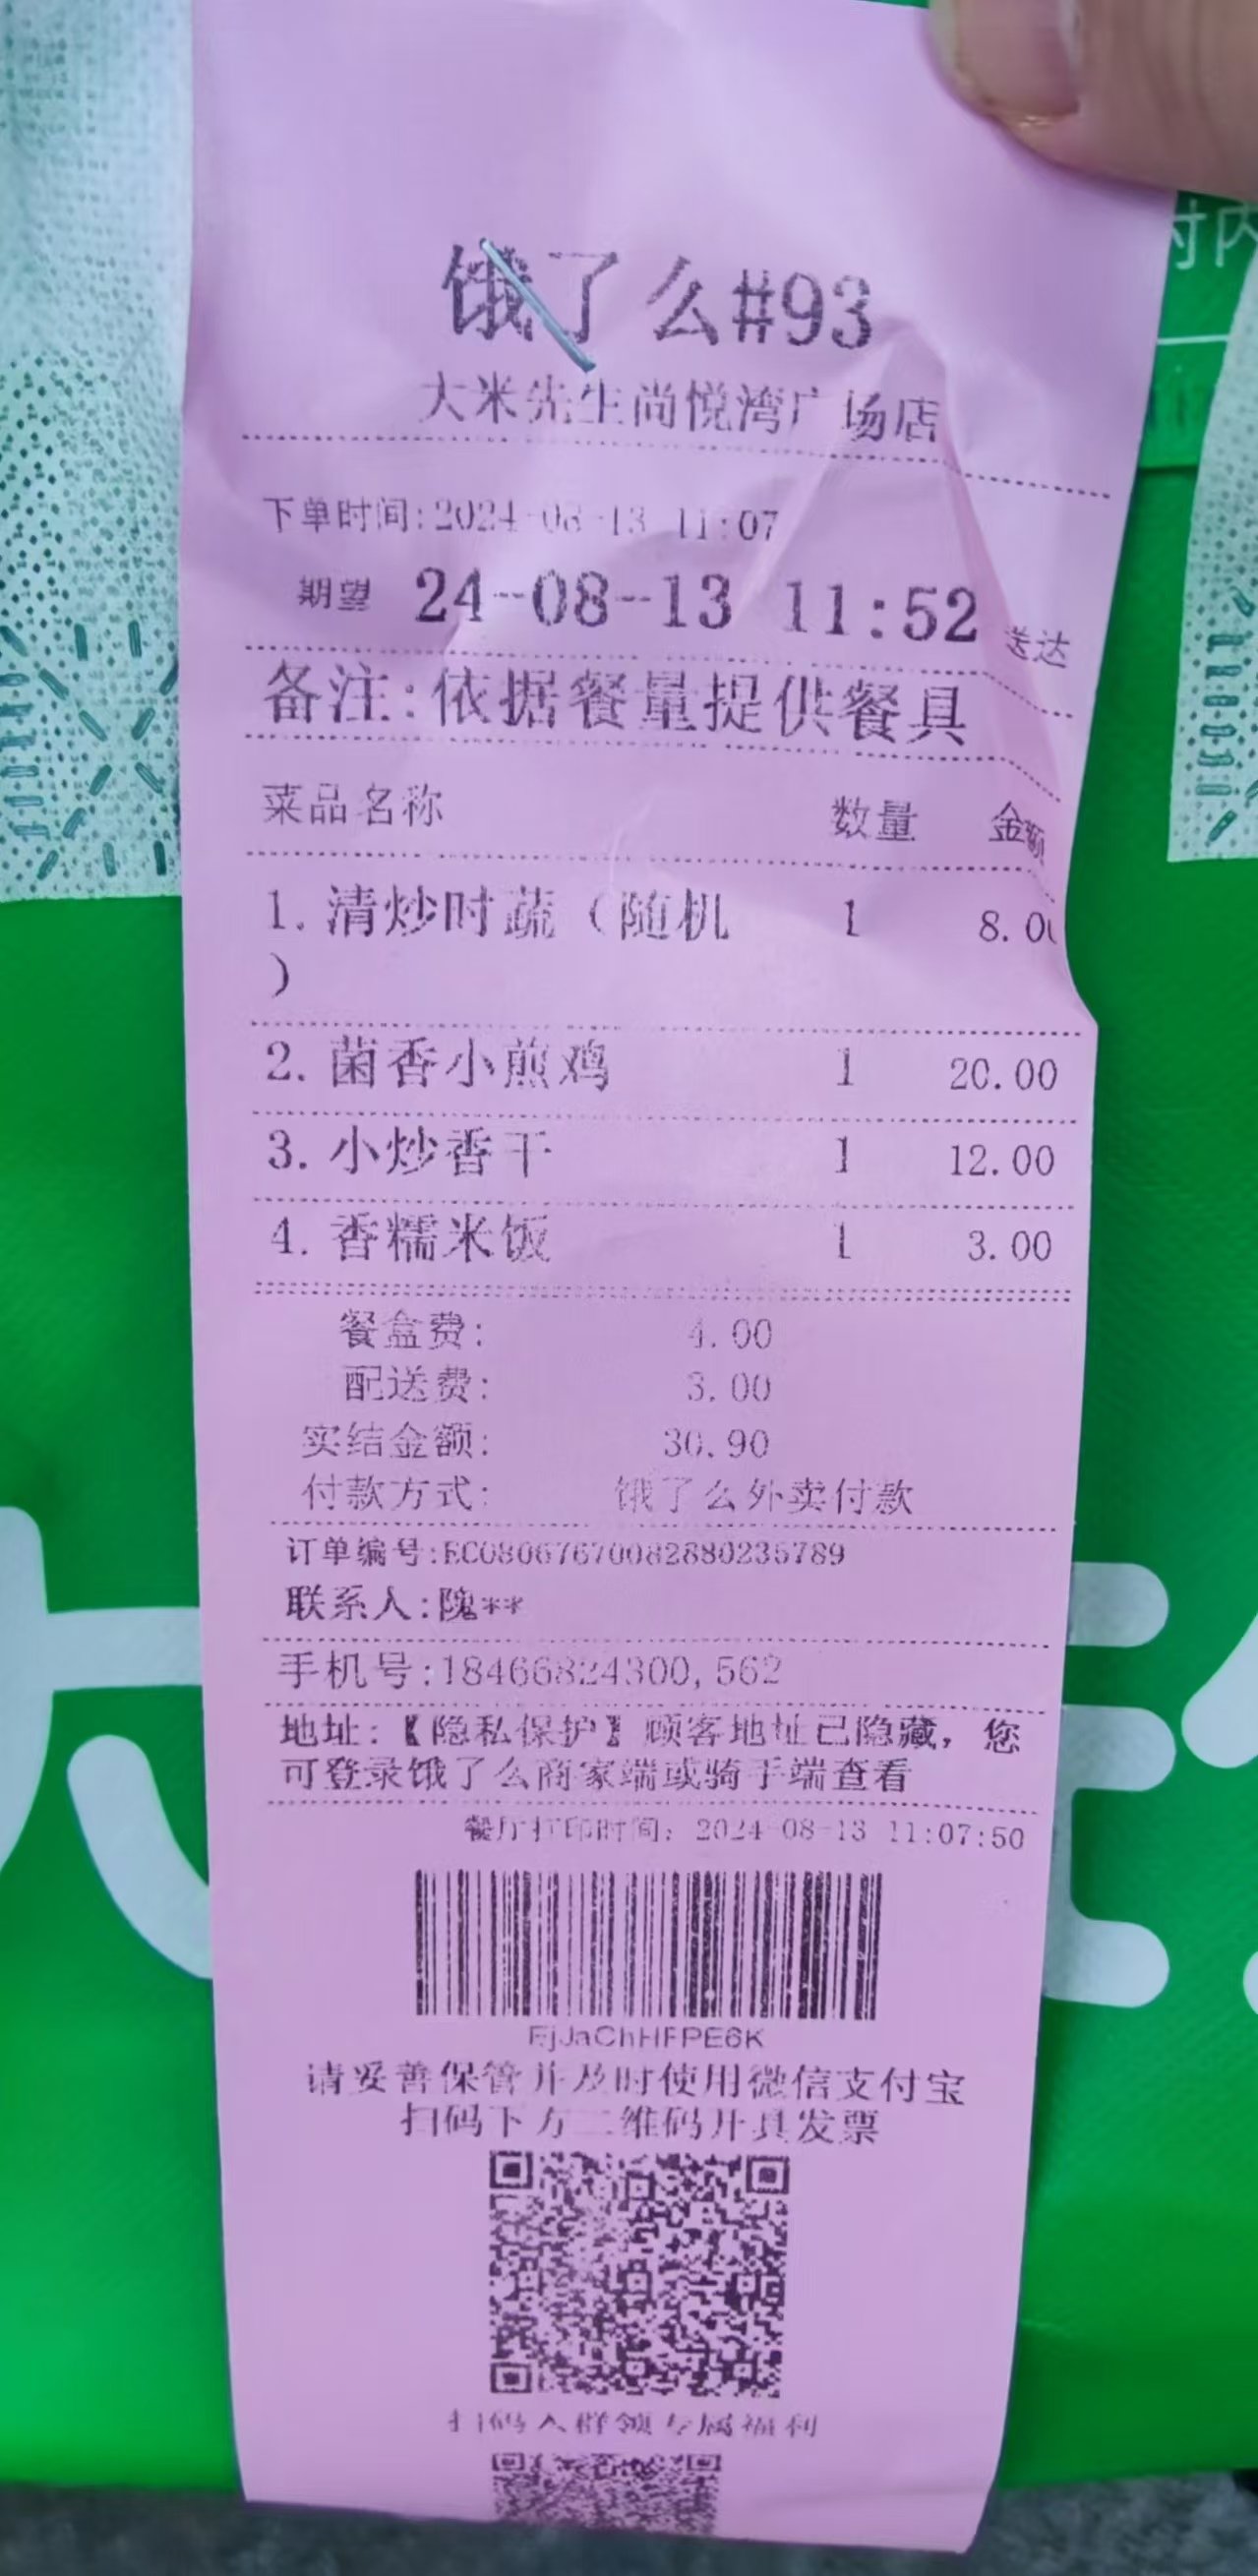 饿了么#93
大米先生尚悦湾广场店
下单时间:2024-08-13 11:07
期望 24-08-13 11:52 送达
备注:依据餐量提供餐具
菜品名称 数量 金额
1. 清炒时蔬（随机 1 8.00
）
2. 菌香小煎鸡 1 20.00
3. 小炒香干 1 12.00
4. 香糯米饭 1 3.00
餐盒费: 4.00
配送费: 3.00
实结金额: 30.90
付款方式: 饿了么外卖付款
订单编号:
联系人:隗**
手机号:18466824300,562
地址:【隐私保护】顾客地址已隐藏，您
可登录饿了么商家端或骑手端查看
餐厅打印时间: 2024-08-13 11:07:50
请妥善保管并及时使用微信支付宝
扫码下方二维码开具发票
扫码入群领专属福利
时内